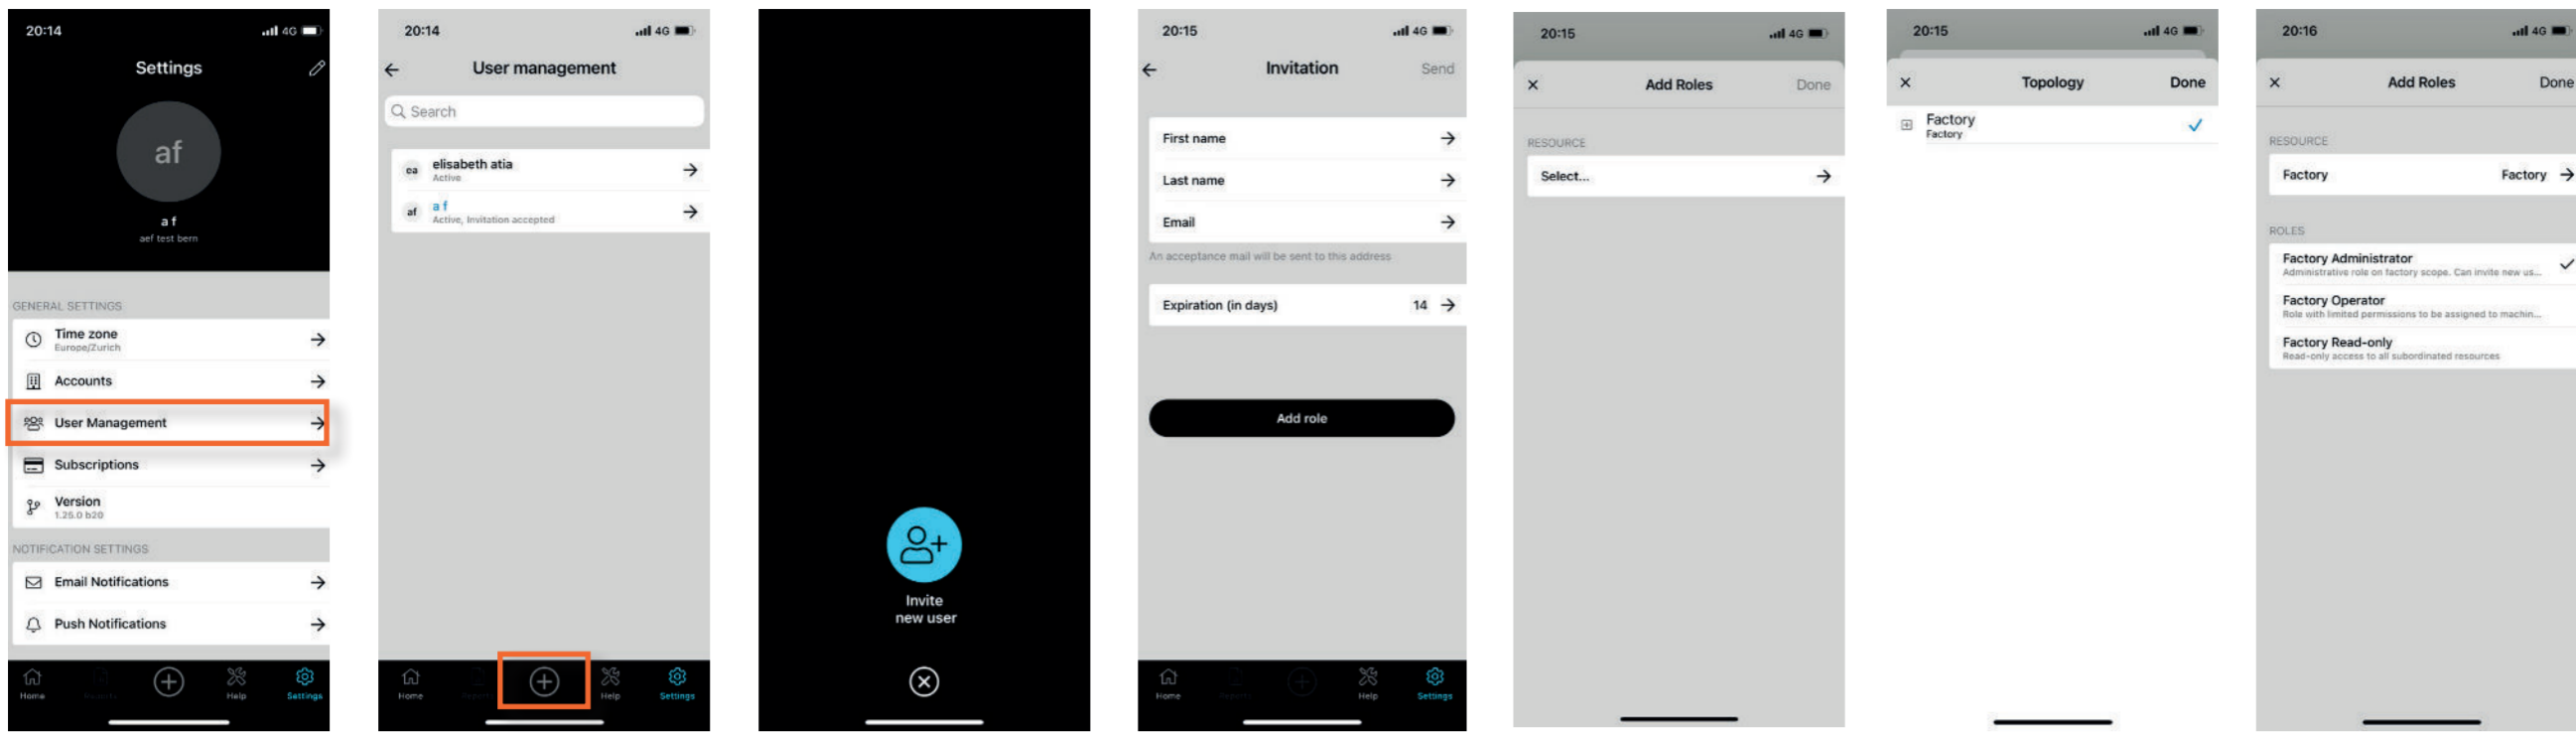 20:14
4G
Settings
af
a f
aef test bern
GENERAL SETTINGS
Time zone
Europe/Zurich
Accounts
User Management
Subscriptions
Version
1.25.0 b20
NOTIFICATION SETTINGS
Email Notifications
Push Notifications
Home
Help
Settings
20:14
4G
User management
Search
ea
elisabeth atia
Active
af
a f
Active, Invitation accepted
Home
Help
Settings
Invite
new user
20:15
4G
Invitation
Send
First name
Last name
Email
An acceptance mail will be sent to this address
Expiration (in days)
14
Add role
Home
Help
Settings
20:15
4G
Add Roles
Done
RESOURCE
Select...
20:15
4G
Topology
Done
Factory
Factory
20:16
4G
Add Roles
Done
RESOURCE
Factory
Factory
ROLES
Factory Administrator
Administrative role on factory scope. Can invite new us...
Factory Operator
Role with limited permissions to be assigned to machin...
Factory Read-only
Read-only access to all subordinated resources